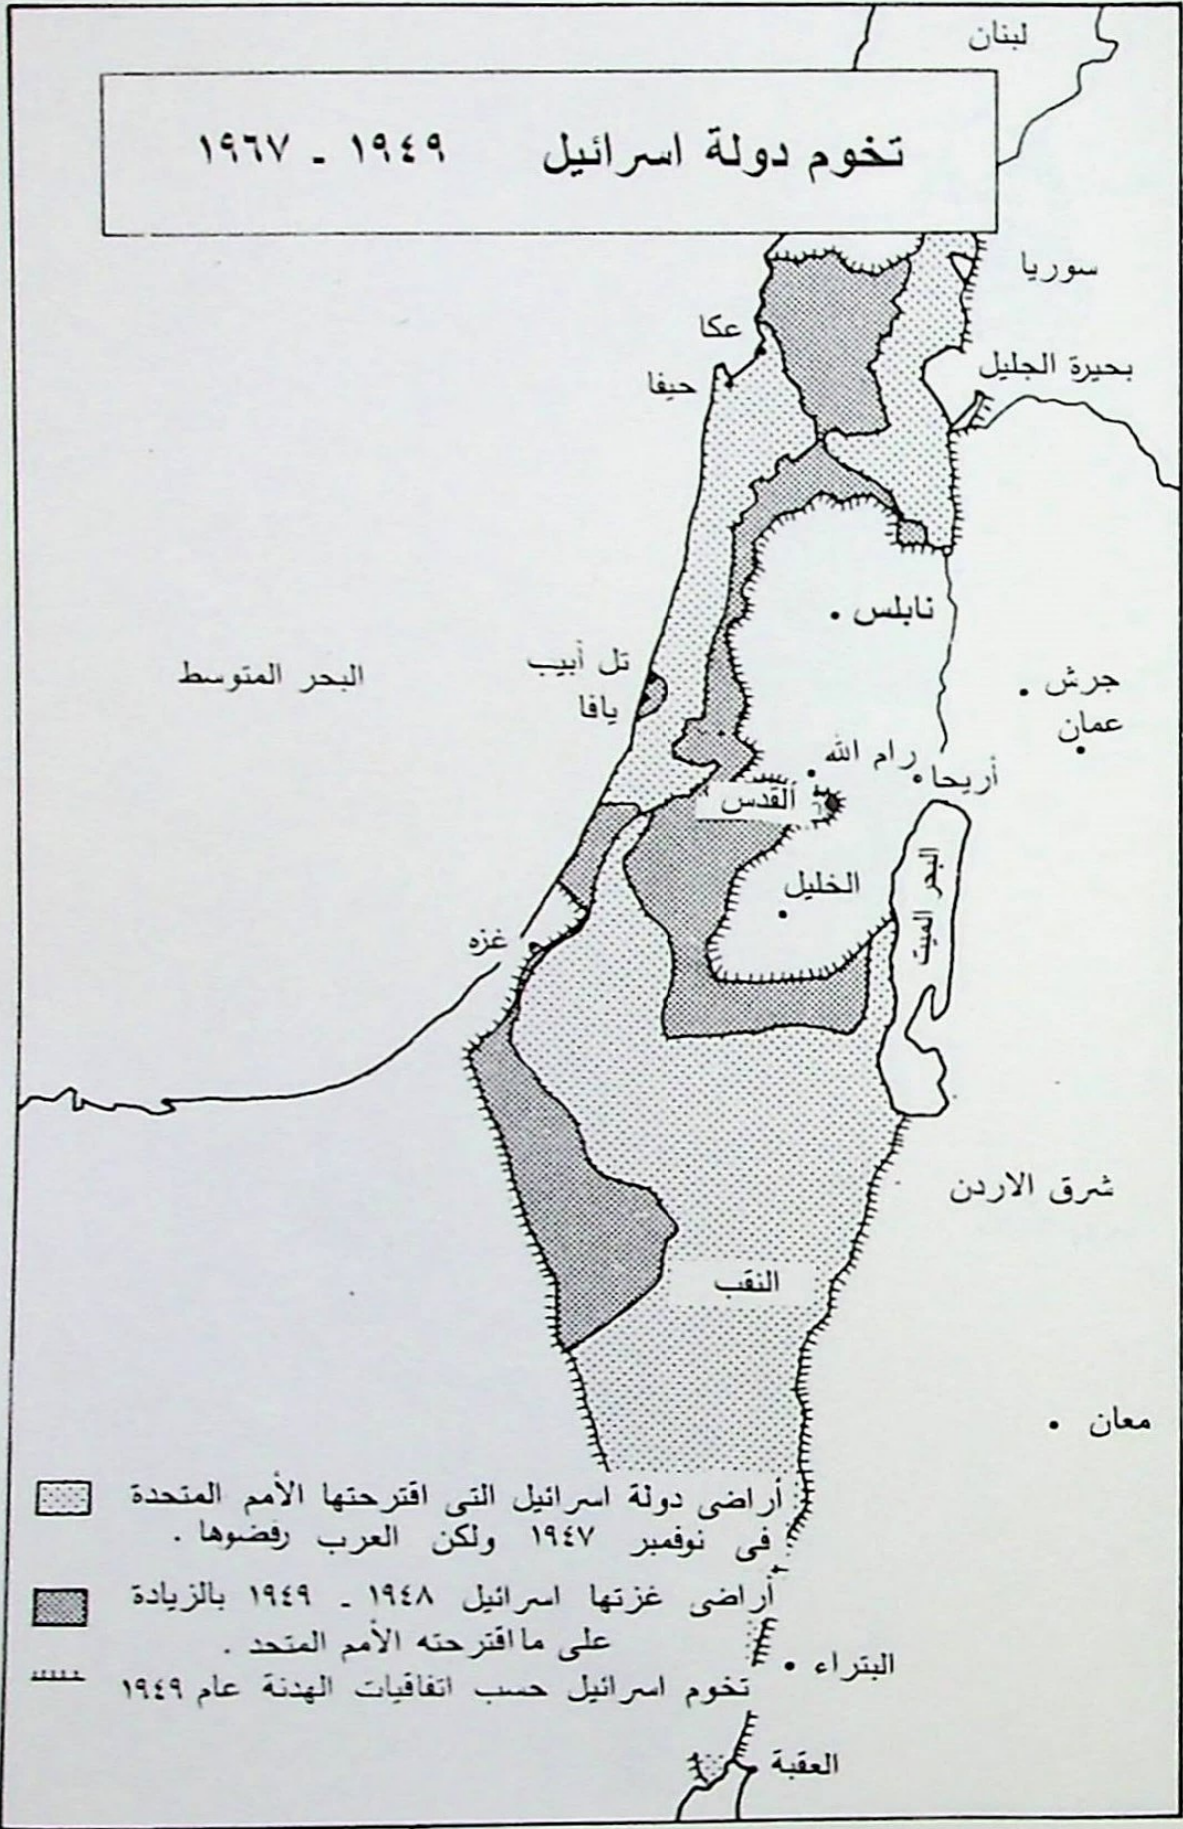 لبنان
تخوم دولة اسرائيل ١٩٤٩ - ١٩٦٧
سوريا
عكا
بحيرة الجليل
حيفا
نابلس
تل أبيب
البحر المتوسط
جرش
يافا
عمان
رام الله
أريحا
القدس
البحر الميت
الخليل
غزه
شرق الاردن
النقب
معان
أراضى دولة اسرائيل التى اقترحتها الأمم المتحدة
فى نوفمبر ١٩٤٧ ولكن العرب رفضوها .
أراضى غزتها اسرائيل ١٩٤٨ - ١٩٤٩ بالزيادة
على ما اقترحته الأمم المتحد .
البتراء
تخوم اسرائيل حسب اتفاقيات الهدنة عام ١٩٤٩
العقبة